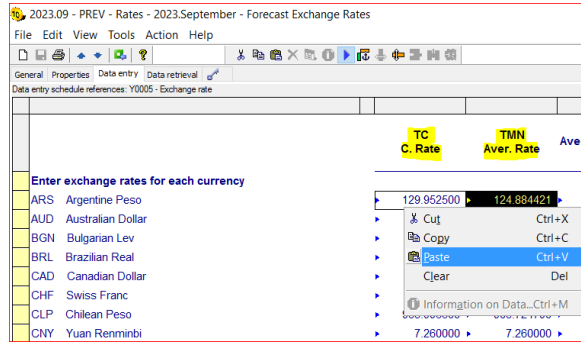 2023.09 - PREV - Rates - 2023.September - Forecast Exchange Rates
File Edit View Tools Action Help
General Properties Data entry Data retrieval
Data entry schedule references: Y0005 - Exchange rate
TC TMN
C. Rate Aver. Rate Ave
Enter exchange rates for each currency
ARS Argentine Peso 129.952500 124.884421
AUD Australian Dollar
Cut Ctrl+X
BGN Bulgarian Lev
Copy Ctrl+C
BRL Brazilian Real
Paste Ctrl+V
CAD Canadian Dollar
Clear Del
CHF Swiss Franc
Information on Data...Ctrl+M
CLP Chilean Peso
CNY Yuan Renminbi 7.260000 7.260000